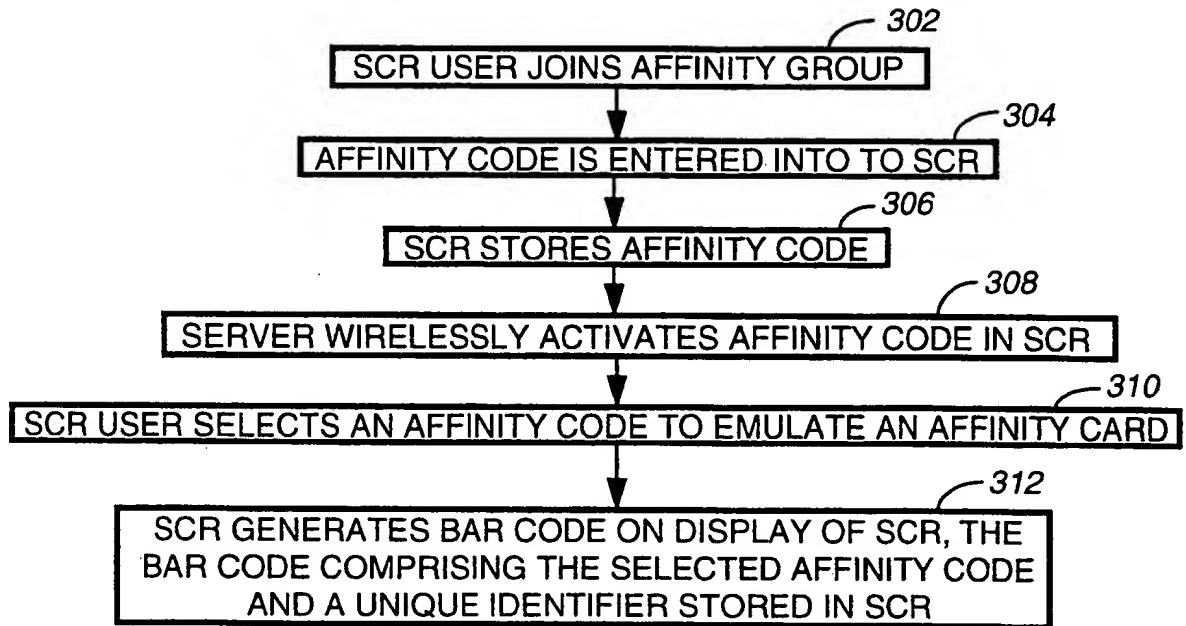 302
SCR USER JOINS AFFINITY GROUP
304
AFFINITY CODE IS ENTERED INTO TO SCR
306
SCR STORES AFFINITY CODE
308
SERVER WIRELESSLY ACTIVATES AFFINITY CODE IN SCR
310
SCR USER SELECTS AN AFFINITY CODE TO EMULATE AN AFFINITY CARD
312
SCR GENERATES BAR CODE ON DISPLAY OF SCR, THE
BAR CODE COMPRISING THE SELECTED AFFINITY CODE
AND A UNIQUE IDENTIFIER STORED IN SCR